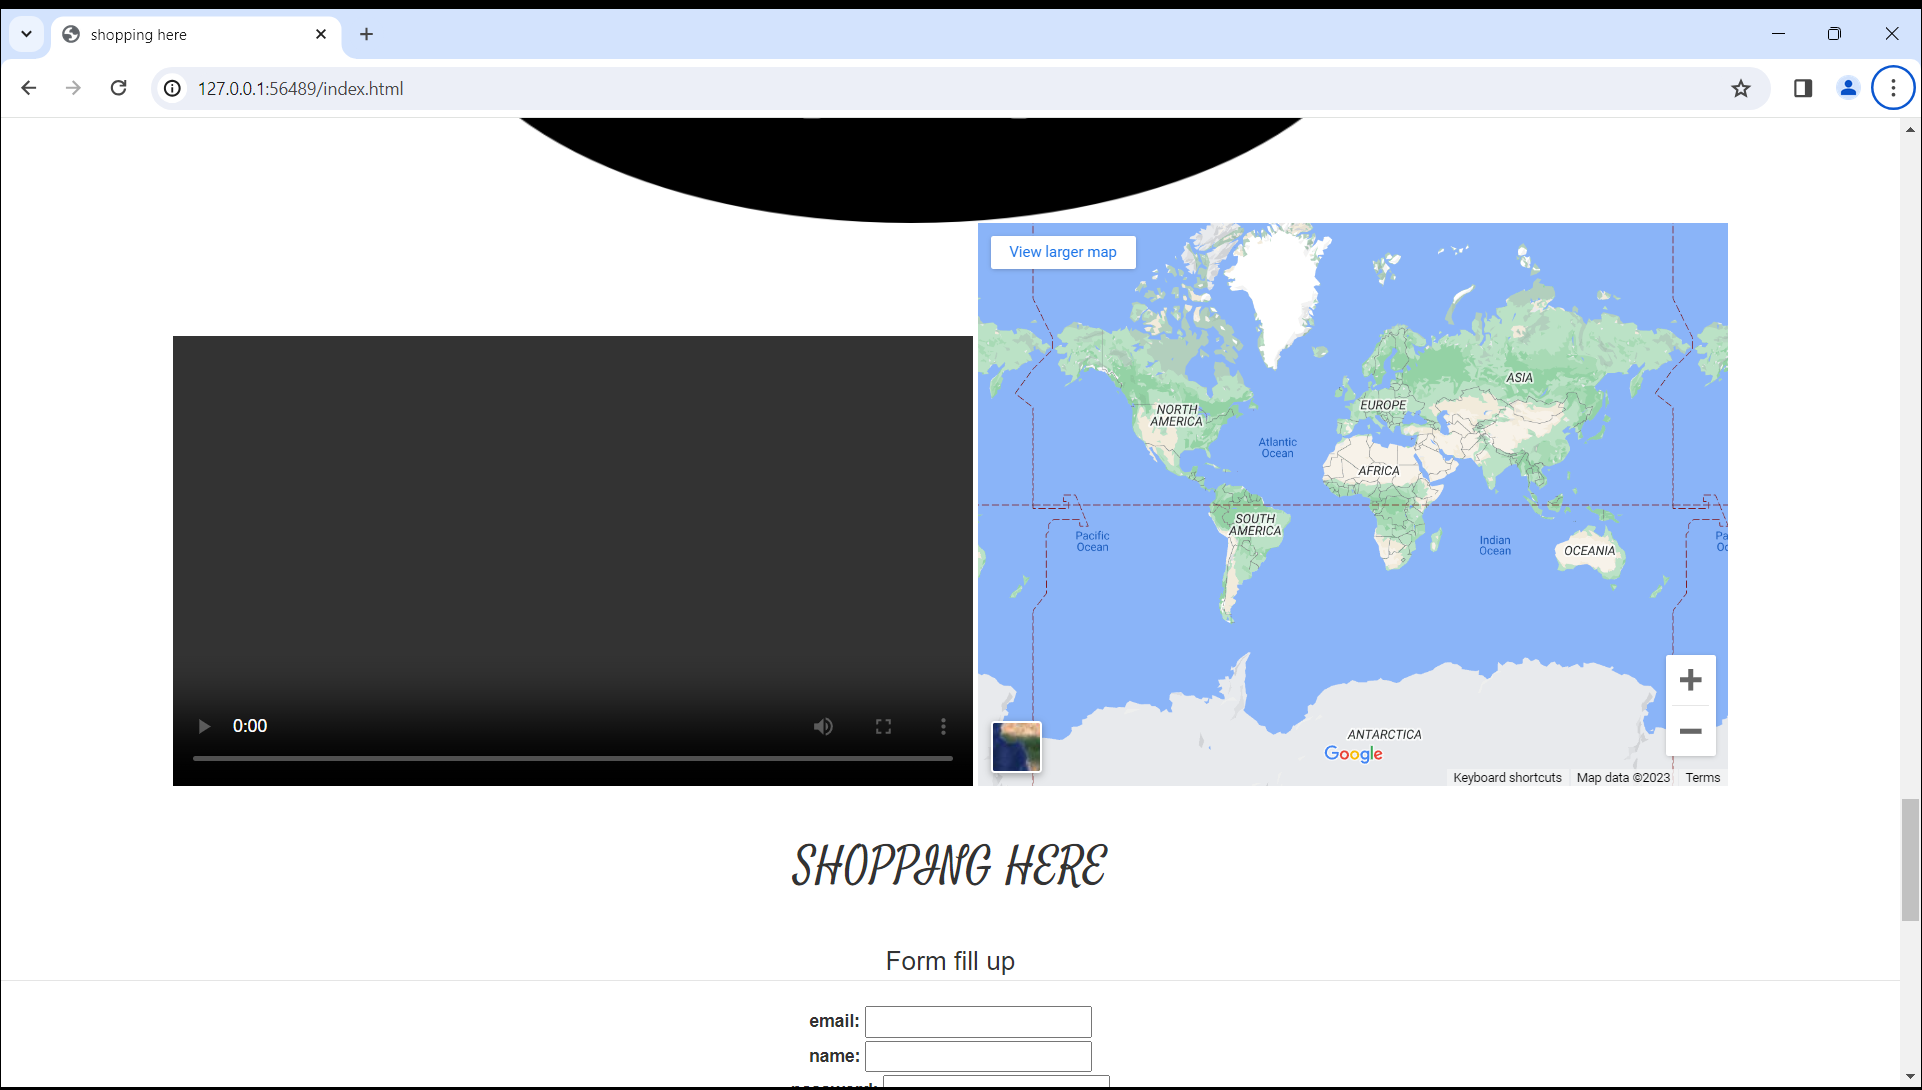 shopping here
127.0.0.1:56489/index.html
View larger map
ASIA
EUROPE
NORTH
AMERICA
Atlantic
Ocean
AFRICA
SOUTH
AMERICA
Pacific
Ocean
Indian
Ocean
Pa
Oc
OCEANIA
0:00
ANTARCTICA
Google
Keyboard shortcuts
Map data ©2023
Terms
SHOPPING HERE
Form fill up
email:
name:
password: